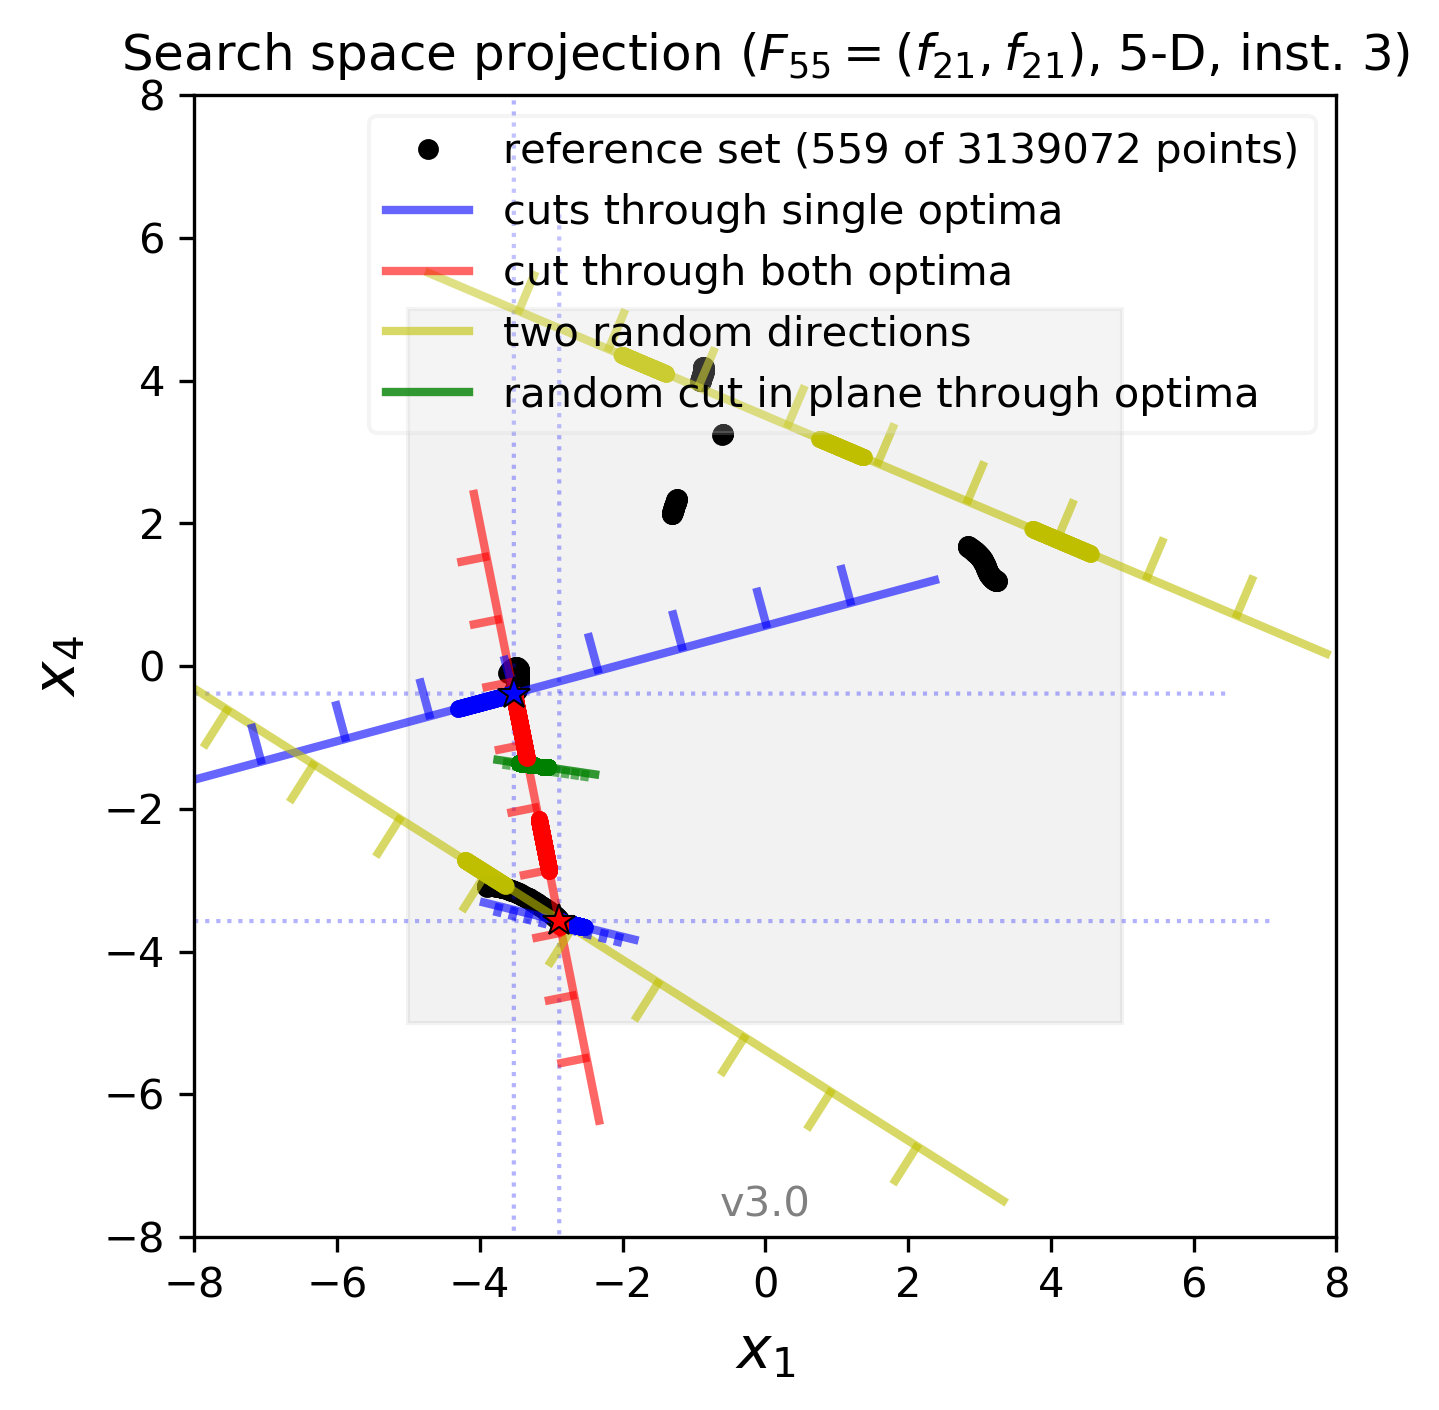 Search space projection (F₅₅ = (f₂₁, f₂₁), 5-D, inst. 3)
reference set (559 of 3139072 points)
cuts through single optima
cut through both optima
two random directions
random cut in plane through optima
8
6
4
2
0
−2
−4
−6
−8
x₄
v3.0
−8 −6 −4 −2 0 2 4 6 8
x₁